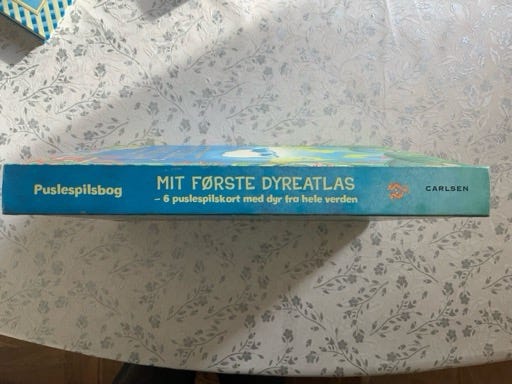 Puslespilsbog
MIT FØRSTE DYREATLAS
– 6 puslespilskort med dyr fra hele verden
CARLSEN